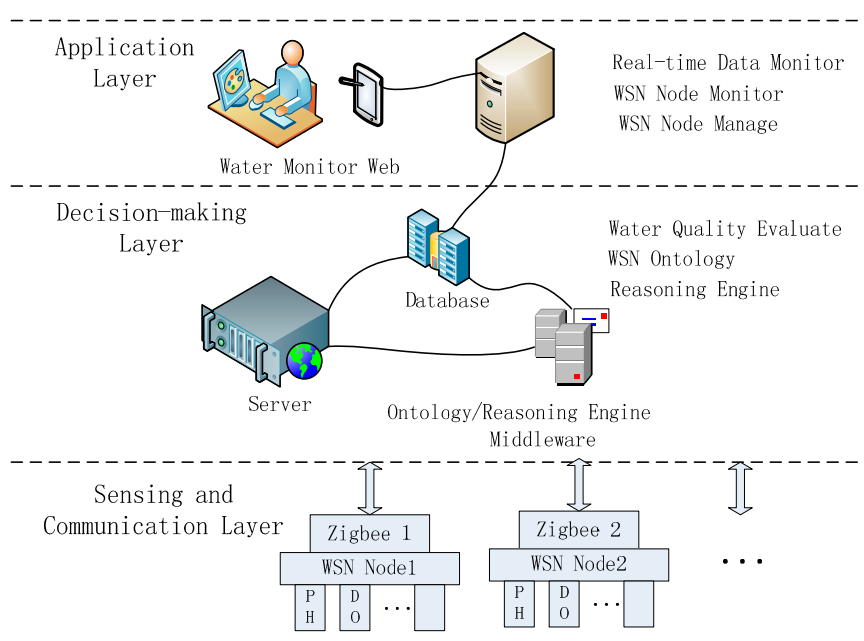 Application
Layer
Real-time Data Monitor
WSN Node Monitor
WSN Node Manage
Water Monitor Web
Decision-making
Layer
Water Quality Evaluate
WSN Ontology
Reasoning Engine
Database
Server
Ontology/Reasoning Engine
Middleware
Sensing and
Communication Layer
Zigbee 1
WSN Node1
P
H
D
O
...
Zigbee 2
WSN Node2
P
H
D
O
...
...